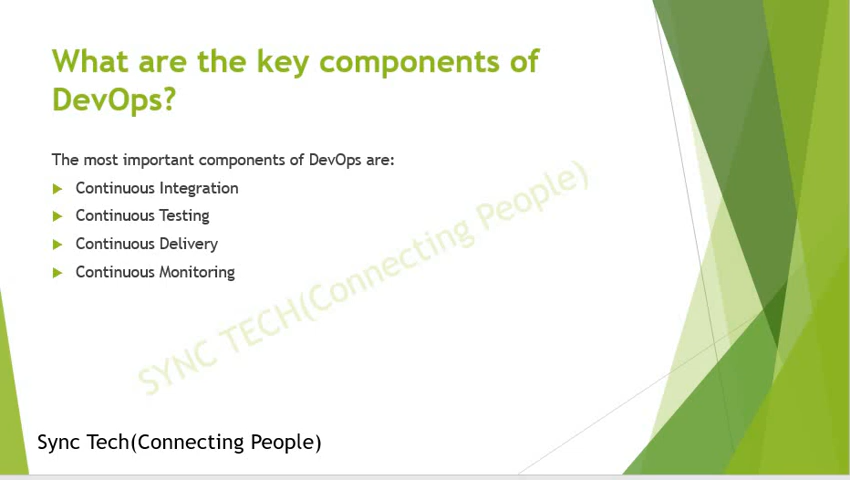 What are the key components of
DevOps?
The most important components of DevOps are:
Continuous Integration
Continuous Testing
Continuous Delivery
Continuous Monitoring
SYNC TECH(Connecting People)
Sync Tech(Connecting People)